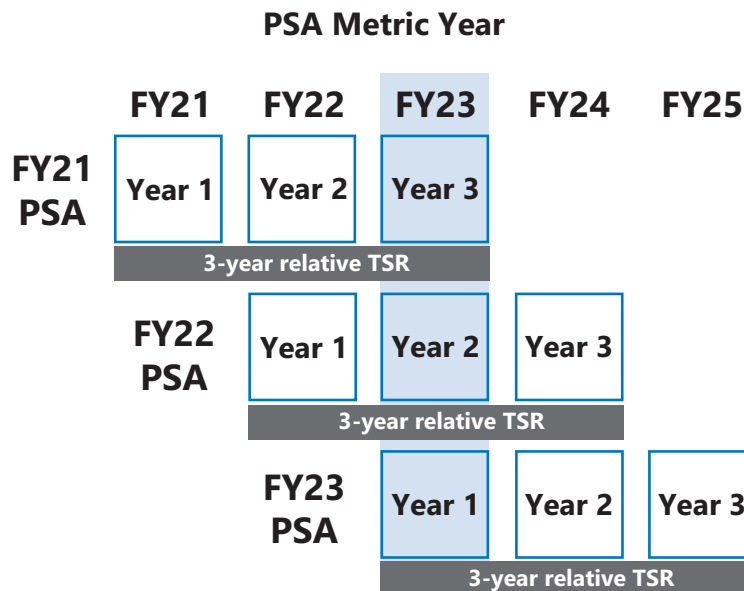 PSA Metric Year
FY21 FY22 FY23 FY24 FY25
FY21
PSA
Year 1 Year 2 Year 3
3-year relative TSR
FY22
PSA
Year 1 Year 2 Year 3
3-year relative TSR
FY23
PSA
Year 1 Year 2 Year 3
3-year relative TSR